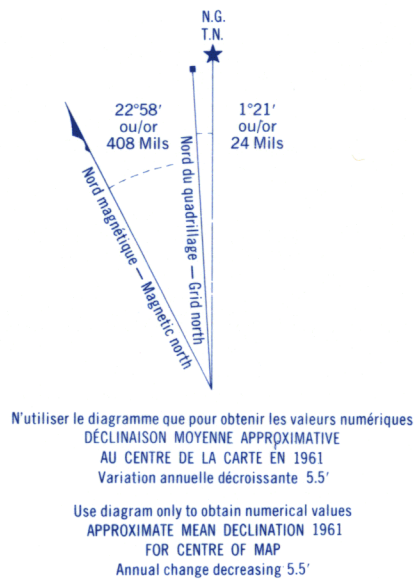 N.G.
T.N.
22°58′
ou/or
408 Mils
1°21′
ou/or
24 Mils
Nord magnétique — Magnetic north
Nord du quadrillage — Grid north
N'utiliser le diagramme que pour obtenir les valeurs numériques
DÉCLINAISON MOYENNE APPROXIMATIVE
AU CENTRE DE LA CARTE EN 1961
Variation annuelle décroissante 5.5′
Use diagram only to obtain numerical values
APPROXIMATE MEAN DECLINATION 1961
FOR CENTRE OF MAP
Annual change decreasing 5.5′